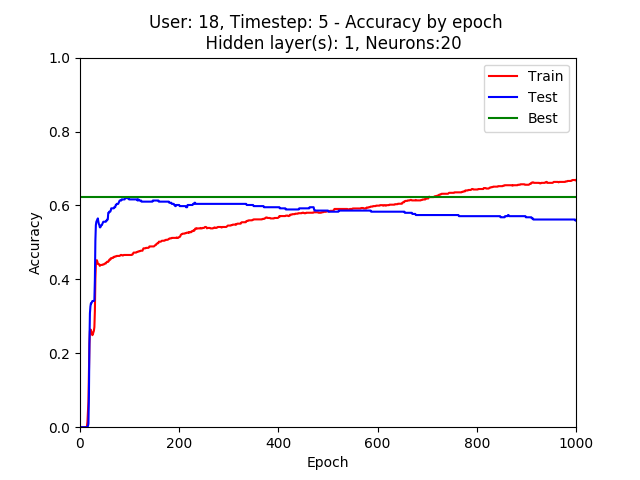 User: 18, Timestep: 5 - Accuracy by epoch
Hidden layer(s): 1, Neurons:20
1.0
0.8
0.6
0.4
0.2
0.0
Accuracy
Train
Test
Best
0 200 400 600 800 1000
Epoch